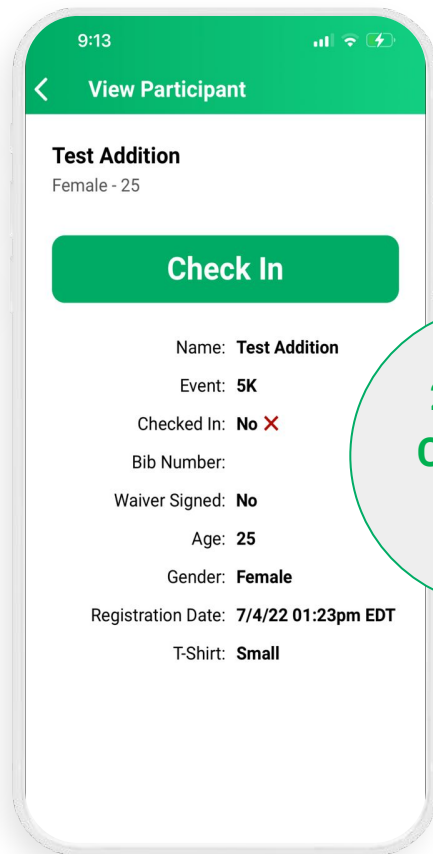 9:13
View Participant
Test Addition
Female - 25
Check In
Name: Test Addition
Event: 5K
Checked In: No
Bib Number:
Waiver Signed: No
Age: 25
Gender: Female
Registration Date: 7/4/22 01:23pm EDT
T-Shirt: Small